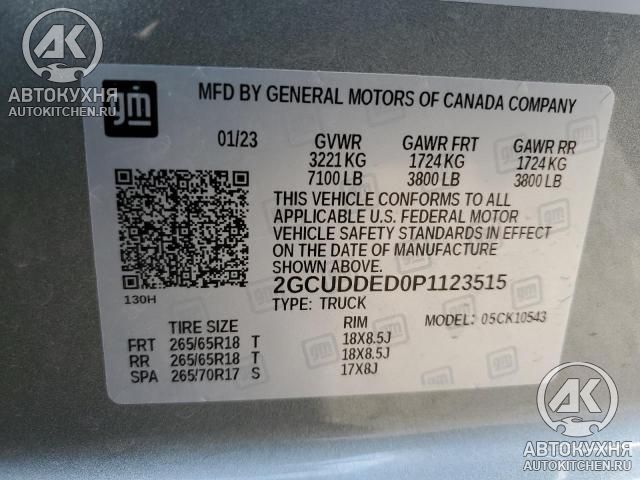 АВТОКУХНЯ
AUTOKITCHEN.RU
gm
MFD BY GENERAL MOTORS OF CANADA COMPANY
01/23 GVWR GAWR FRT GAWR RR
3221 KG 1724 KG 1724 KG
7100 LB 3800 LB 3800 LB
THIS VEHICLE CONFORMS TO ALL
APPLICABLE U.S. FEDERAL MOTOR
VEHICLE SAFETY STANDARDS IN EFFECT
ON THE DATE OF MANUFACTURE
SHOWN ABOVE.
130H
2GCUDDED0P1123515
TYPE: TRUCK
MODEL: 05CK10543
TIRE SIZE RIM
FRT 265/65R18 T 18X8.5J
RR 265/65R18 T 18X8.5J
SPA 265/70R17 S 17X8J
АК
АВТОКУХНЯ
AUTOKITCHEN.RU